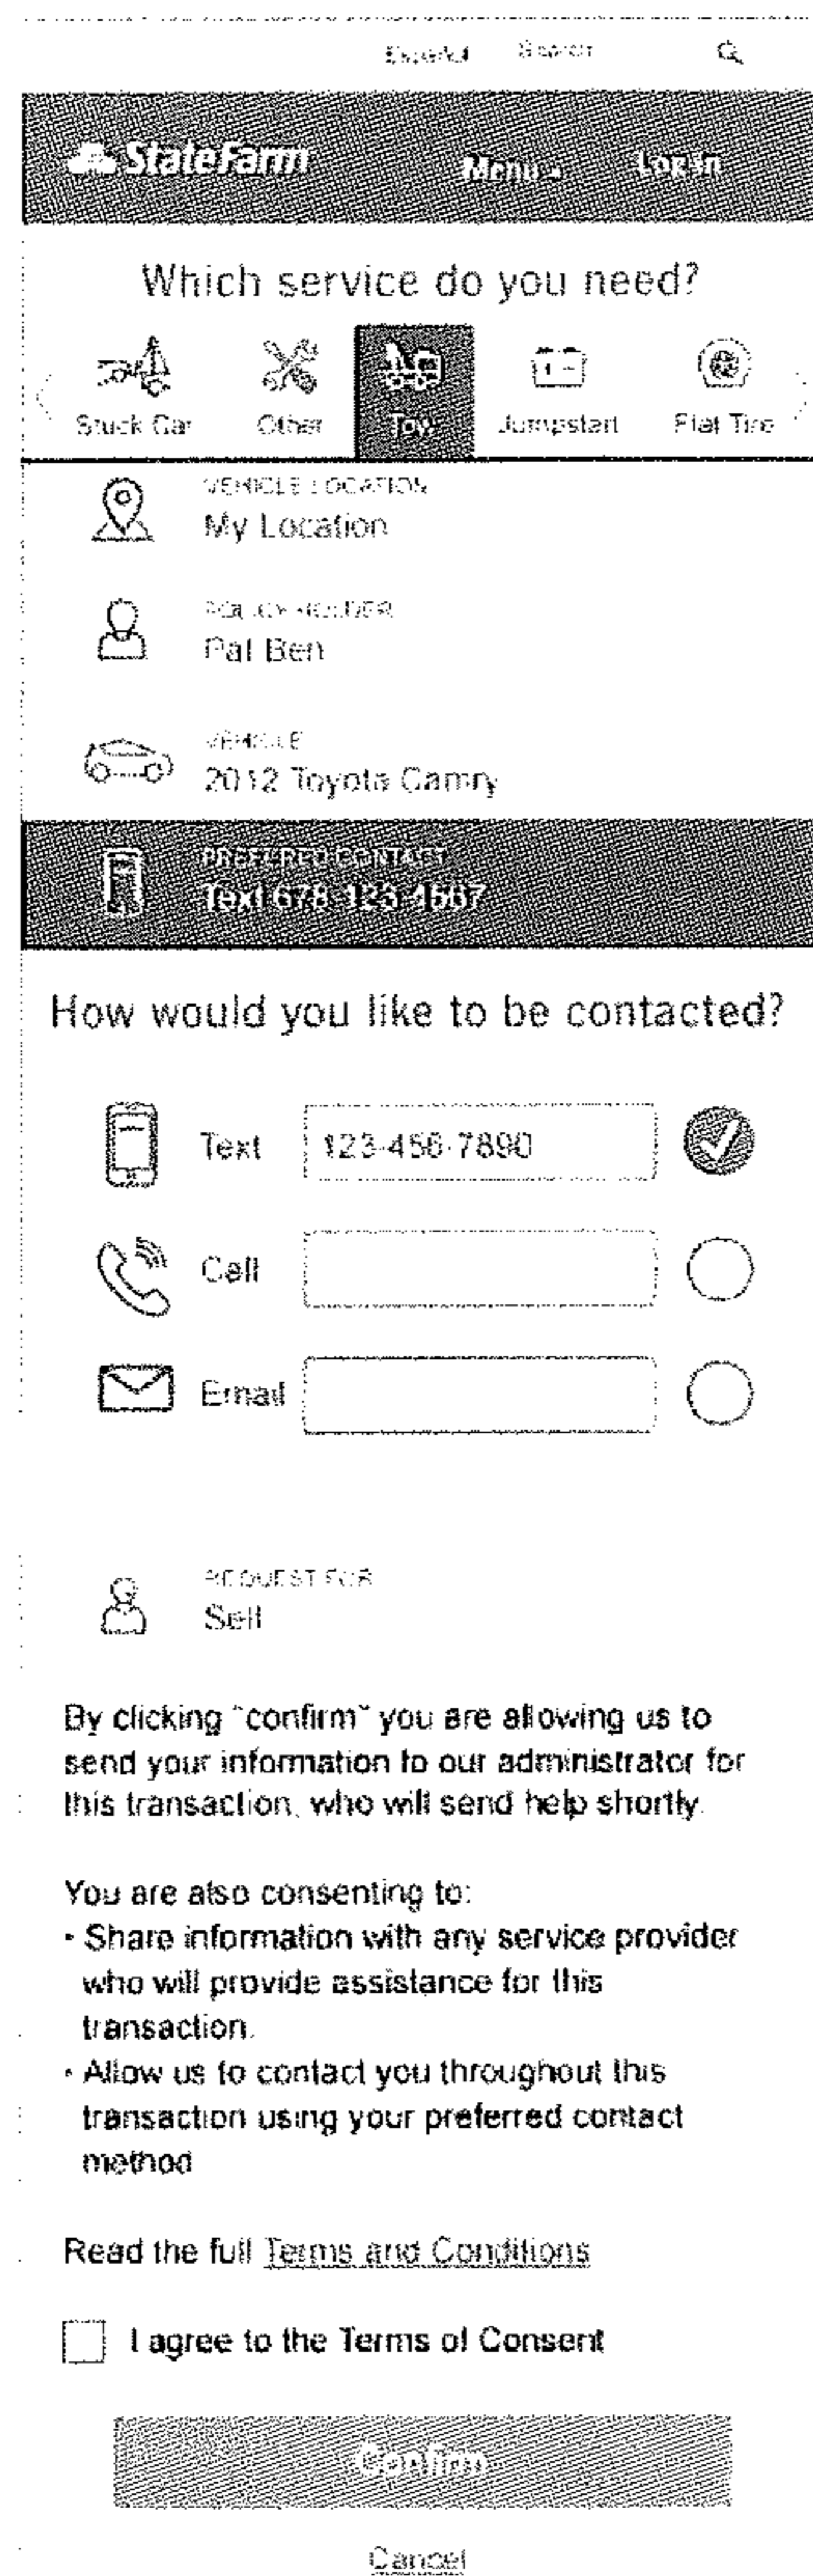 Español Search
StateFarm Menu Log in
Which service do you need?
Stuck Car Other Tow Jumpstart Flat Tire
VEHICLE LOCATION
My Location
POLICY HOLDER
Pat Ben
VEHICLE
2012 Toyota Camry
PREFERRED CONTACT
Text 678-123-4567
How would you like to be contacted?
Text 123-456-7890
Call
Email
REQUEST FOR
Self
By clicking "confirm" you are allowing us to
send your information to our administrator for
this transaction, who will send help shortly.
You are also consenting to:
• Share information with any service provider
who will provide assistance for this
transaction.
• Allow us to contact you throughout this
transaction using your preferred contact
method
Read the full Terms and Conditions
I agree to the Terms of Consent
Confirm
Cancel